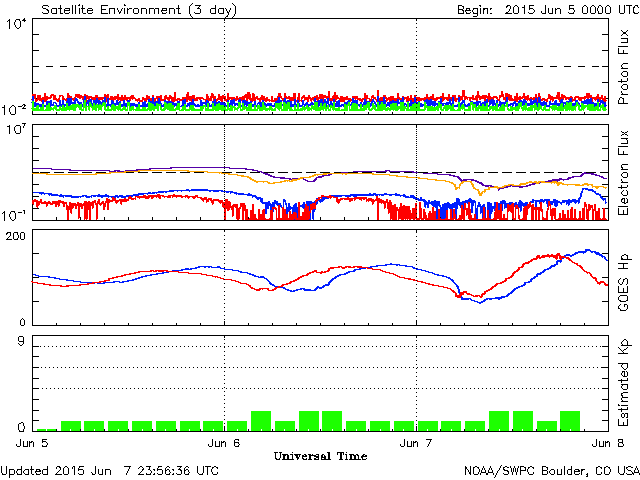 Satellite Environment (3 day)
Begin: 2015 Jun 5 0000 UTC
10⁴
10⁻²
Proton Flux
10⁷
10⁻¹
Electron Flux
200
0
GOES Hp
9
0
Estimated Kp
Jun 5
Jun 6
Jun 7
Jun 8
Universal Time
Updated 2015 Jun 7 23:56:36 UTC
NOAA/SWPC Boulder, CO USA